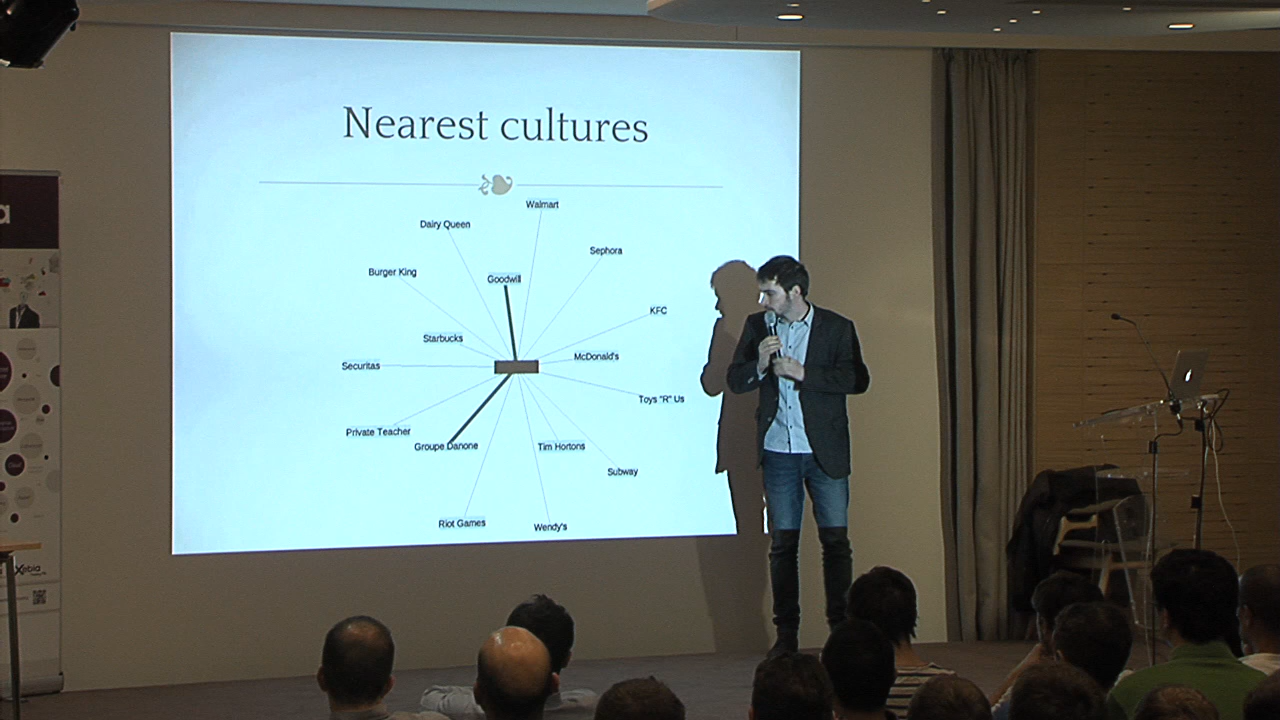 Nearest cultures
Walmart
Dairy Queen
Sephora
Burger King
Goodwill
KFC
Starbucks
McDonald's
Securitas
Toys "R" Us
Private Teacher
Groupe Danone
Tim Hortons
Subway
Riot Games
Wendy's
Xebia